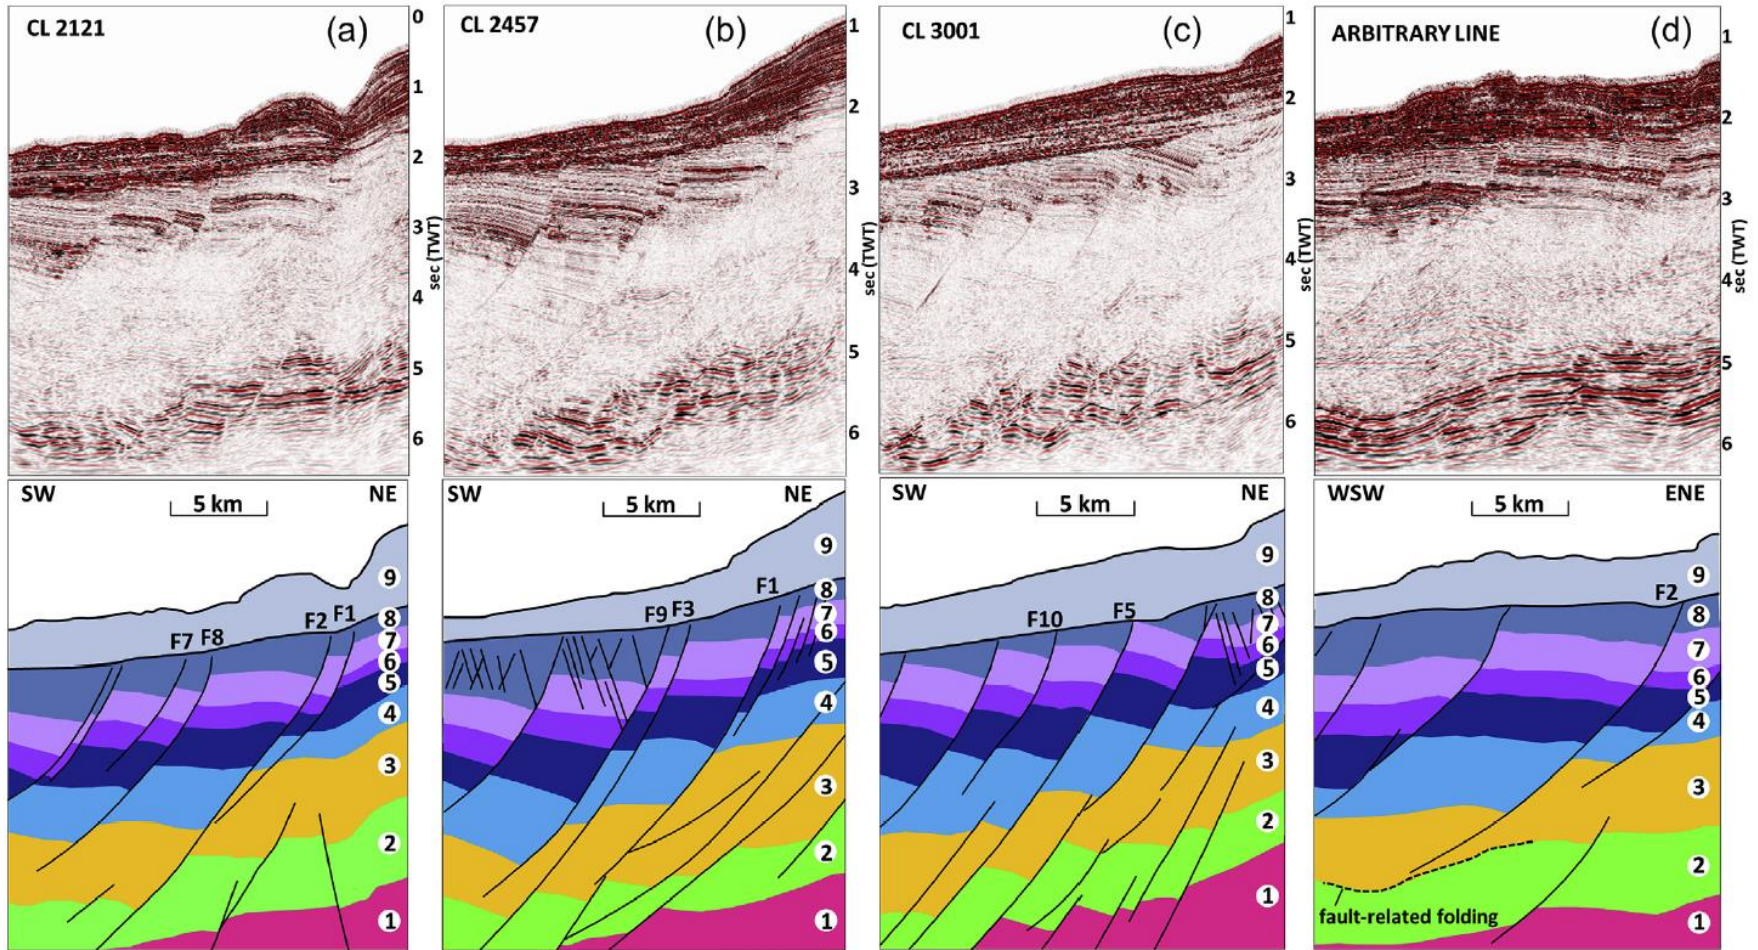 CL 2121
(a)
0
1
2
3
4
5
6
sec (TWT)
CL 2457
(b)
1
2
3
4
5
6
sec (TWT)
CL 3001
(c)
1
2
3
4
5
6
sec (TWT)
ARBITRARY LINE
(d)
1
2
3
4
5
6
sec (TWT)
SW
NE
5 km
F7
F8
F2
F1
9
8
7
6
5
4
3
2
1
SW
NE
5 km
F9
F3
F1
9
8
7
6
5
4
3
2
1
SW
NE
5 km
F10
F5
9
8
7
6
5
4
3
2
1
WSW
ENE
5 km
F2
9
8
7
6
5
4
3
2
1
fault-related folding